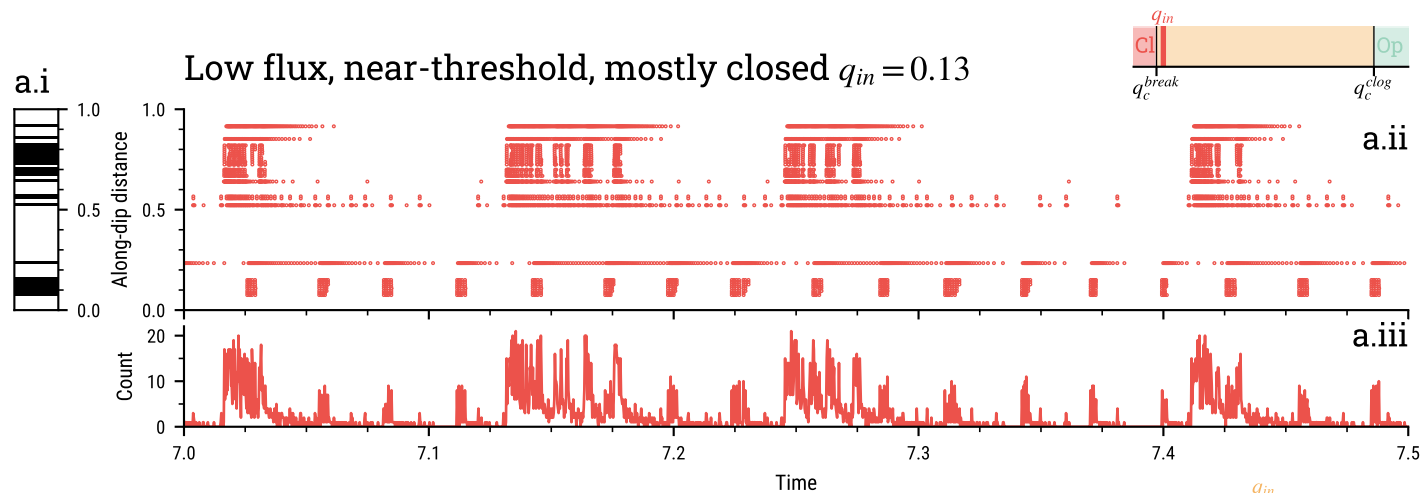 q_in
Cl
Op
q_c^break
q_c^clog
Low flux, near-threshold, mostly closed q_in = 0.13
a.i
1.0
0.5
0.0
Along-dip distance
1.0
0.5
0.0
a.ii
Count
20
10
0
a.iii
7.0
7.1
7.2
7.3
7.4
7.5
Time
q_in